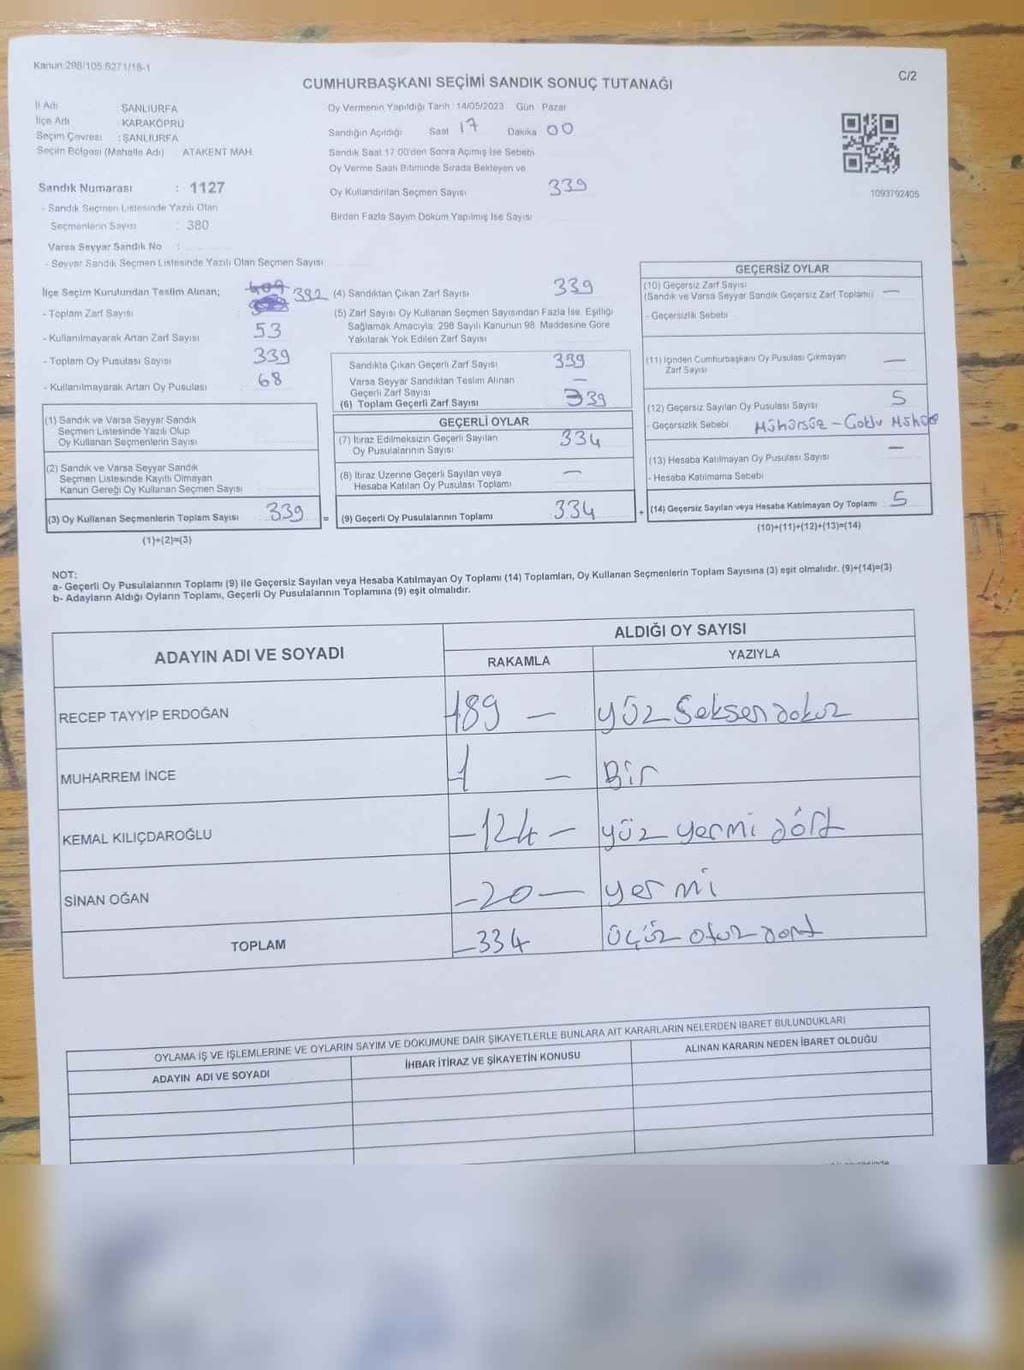 Kanun:298/105 6271/18-1
C/2
CUMHURBAŞKANI SEÇİMİ SANDIK SONUÇ TUTANAĞI
İl Adı : ŞANLIURFA
İlçe Adı : KARAKÖPRÜ
Seçim Çevresi : ŞANLIURFA
Seçim Bölgesi (Mahalle Adı) ATAKENT MAH.
Oy Vermenin Yapıldığı Tarih :14/05/2023 Gün Pazar
Sandığın Açıldığı Saat 17 Dakika 00
Sandık Saat 17:00'den Sonra Açılmış İse Sebebi
Oy Verme Saati Bitiminde Sırada Bekleyen ve
Oy Kullandırılan Seçmen Sayısı 339
Birden Fazla Sayım Döküm Yapılmış İse Sayısı
1093792405
Sandık Numarası : 1127
- Sandık Seçmen Listesinde Yazılı Olan
Seçmenlerin Sayısı : 380
Varsa Seyyar Sandık No :
- Seyyar Sandık Seçmen Listesinde Yazılı Olan Seçmen Sayısı
İlçe Seçim Kurulundan Teslim Alınan;
- Toplam Zarf Sayısı 392
- Kullanılmayarak Artan Zarf Sayısı 53
- Toplam Oy Pusulası Sayısı 339
- Kullanılmayarak Artan Oy Pusulası 68
(1) Sandık ve Varsa Seyyar Sandık
Seçmen Listesinde Yazılı Olup
Oy Kullanan Seçmenlerin Sayısı
(2) Sandık ve Varsa Seyyar Sandık
Seçmen Listesinde Kayıtlı Olmayan
Kanun Gereği Oy Kullanan Seçmen Sayısı
(3) Oy Kullanan Seçmenlerin Toplam Sayısı 339 =
(1)+(2)=(3)
(4) Sandıktan Çıkan Zarf Sayısı 339
(5) Zarf Sayısı Oy Kullanan Seçmen Sayısından Fazla İse, Eşitliği
Sağlamak Amacıyla; 298 Sayılı Kanunun 98. Maddesine Göre
Yakılarak Yok Edilen Zarf Sayısı
Sandıkta Çıkan Geçerli Zarf Sayısı 339
Varsa Seyyar Sandıktan Teslim Alınan
Geçerli Zarf Sayısı —
(6) Toplam Geçerli Zarf Sayısı 339
GEÇERLİ OYLAR
(7) İtiraz Edilmeksizin Geçerli Sayılan
Oy Pusulalarının Sayısı 334
(8) İtiraz Üzerine Geçerli Sayılan veya
Hesaba Katılan Oy Pusulası Toplamı —
(9) Geçerli Oy Pusulalarının Toplamı 334 +
GEÇERSİZ OYLAR
(10) Geçersiz Zarf Sayısı
(Sandık ve Varsa Seyyar Sandık Geçersiz Zarf Toplamı) —
- Geçersizlik Sebebi
(11) İçinden Cumhurbaşkanı Oy Pusulası Çıkmayan
Zarf Sayısı —
(12) Geçersiz Sayılan Oy Pusulası Sayısı 5
- Geçersizlik Sebebi Mühürsüz - Çoklu Mühür
(13) Hesaba Katılmayan Oy Pusulası Sayısı —
- Hesaba Katılmama Sebebi
(14) Geçersiz Sayılan veya Hesaba Katılmayan Oy Toplamı 5
(10)+(11)+(12)+(13)=(14)
NOT:
a- Geçerli Oy Pusulalarının Toplamı (9) ile Geçersiz Sayılan veya Hesaba Katılmayan Oy Toplamı (14) Toplamları, Oy Kullanan Seçmenlerin Toplam Sayısına (3) eşit olmalıdır. (9)+(14)=(3)
b- Adayların Aldığı Oyların Toplamı, Geçerli Oy Pusulalarının Toplamına (9) eşit olmalıdır.
ADAYIN ADI VE SOYADI
ALDIĞI OY SAYISI
RAKAMLA YAZIYLA
RECEP TAYYİP ERDOĞAN 189 — yüz seksen dokuz
MUHARREM İNCE 1 — Bir
KEMAL KILIÇDAROĞLU —124— yüz yermi dört
SİNAN OĞAN —20— yermi
TOPLAM —334 üçüz otuz dört
OYLAMA İŞ VE İŞLEMLERİNE VE OYLARIN SAYIM VE DÖKÜMÜNE DAİR ŞİKAYETLERLE BUNLARA AİT KARARLARIN NELERDEN İBARET BULUNDUKLARI
ADAYIN ADI VE SOYADI İHBAR İTİRAZ VE ŞİKAYETİN KONUSU ALINAN KARARIN NEDEN İBARET OLDUĞU